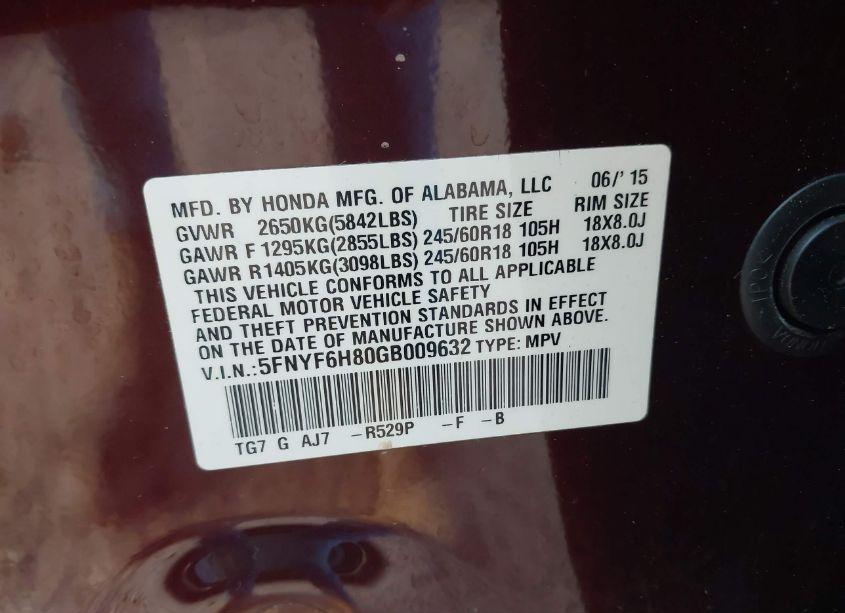 MFD. BY HONDA MFG. OF ALABAMA, LLC 06/'15
GVWR 2650KG(5842LBS) TIRE SIZE RIM SIZE
GAWR F 1295KG(2855LBS) 245/60R18 105H 18X8.0J
GAWR R 1405KG(3098LBS) 245/60R18 105H 18X8.0J
THIS VEHICLE CONFORMS TO ALL APPLICABLE
FEDERAL MOTOR VEHICLE SAFETY
AND THEFT PREVENTION STANDARDS IN EFFECT
ON THE DATE OF MANUFACTURE SHOWN ABOVE.
V.I.N.:5FNYF6H80GB009632 TYPE: MPV
TG7 G AJ7 -R529P -F -B